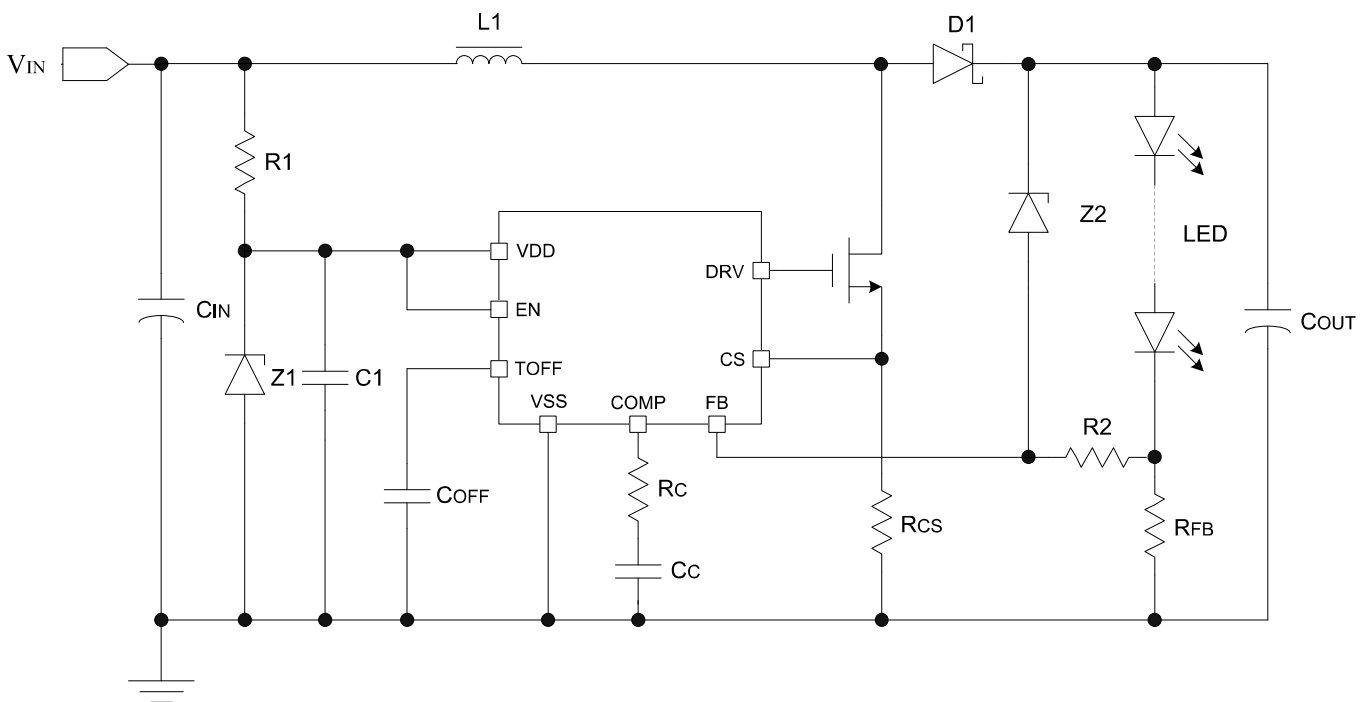 L1
D1
VIN
R1
Z2
LED
VDD
DRV
EN
CIN
COUT
CS
TOFF
Z1
C1
VSS
COMP
FB
R2
RC
COFF
RCS
RFB
CC